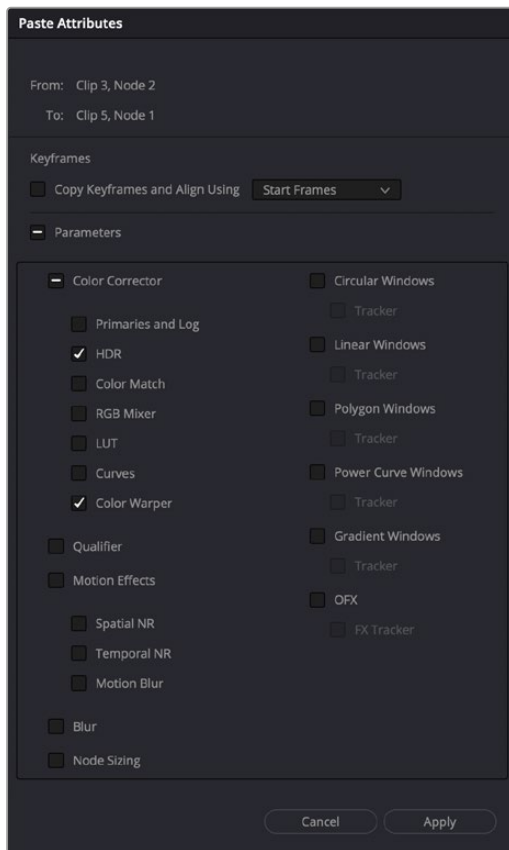 Paste Attributes
From: Clip 3, Node 2
To: Clip 5, Node 1
Keyframes
Copy Keyframes and Align Using Start Frames
Parameters
Color Corrector
Primaries and Log
HDR
Color Match
RGB Mixer
LUT
Curves
Color Warper
Qualifier
Motion Effects
Spatial NR
Temporal NR
Motion Blur
Blur
Node Sizing
Circular Windows
Tracker
Linear Windows
Tracker
Polygon Windows
Tracker
Power Curve Windows
Tracker
Gradient Windows
Tracker
OFX
FX Tracker
Cancel
Apply